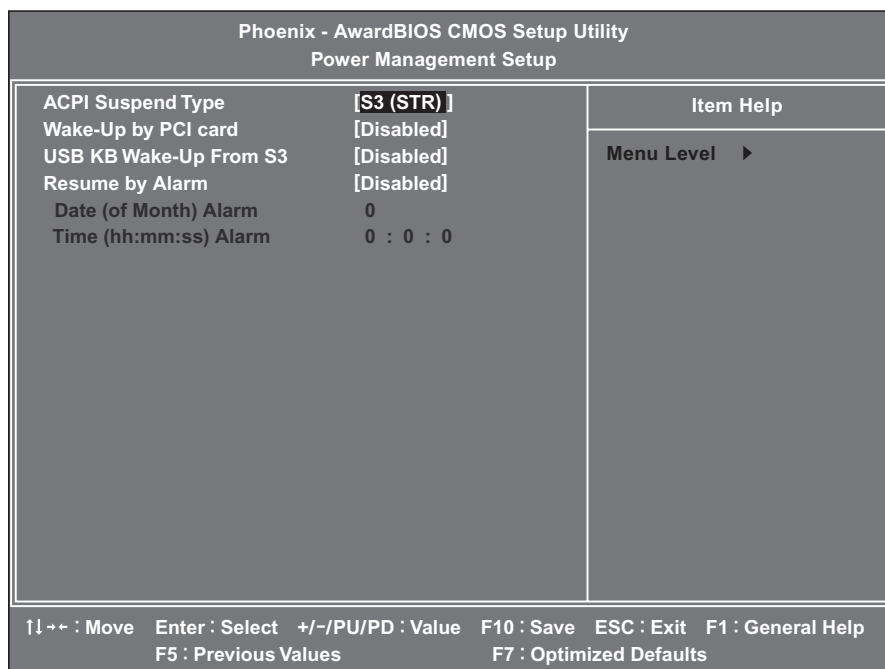 Phoenix - AwardBIOS CMOS Setup Utility
Power Management Setup
ACPI Suspend Type [S3 (STR) ]
Wake-Up by PCI card [Disabled]
USB KB Wake-Up From S3 [Disabled]
Resume by Alarm [Disabled]
Date (of Month) Alarm 0
Time (hh:mm:ss) Alarm 0 : 0 : 0
Item Help
Menu Level ▶
↑↓→← : Move Enter : Select +/-/PU/PD : Value F10 : Save ESC : Exit F1 : General Help
F5 : Previous Values F7 : Optimized Defaults